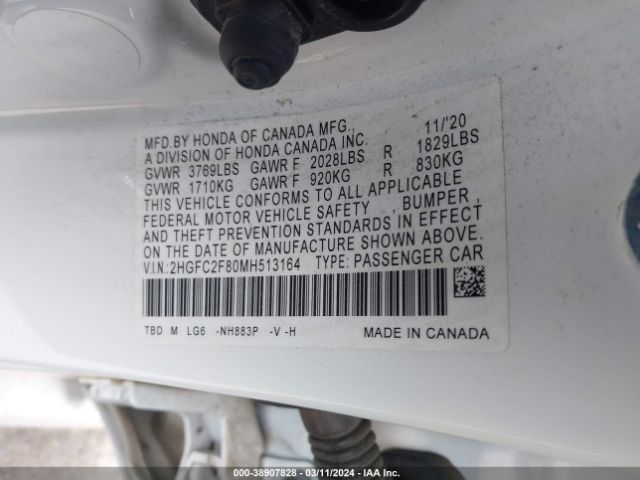 MFD.BY HONDA OF CANADA MFG. 11/'20
A DIVISION OF HONDA CANADA INC.
GVWR 3769LBS GAWR F 2028LBS R 1829LBS
GVWR 1710KG GAWR F 920KG R 830KG
THIS VEHICLE CONFORMS TO ALL APPLICABLE
FEDERAL MOTOR VEHICLE SAFETY , BUMPER,
AND THEFT PREVENTION STANDARDS IN EFFECT
ON THE DATE OF MANUFACTURE SHOWN ABOVE.
V.I.N.:2HGFC2F80MH513164 TYPE: PASSENGER CAR
TBD M LG6 -NH883P -V -H MADE IN CANADA
000-38907828 - 03/11/2024 - IAA Inc.